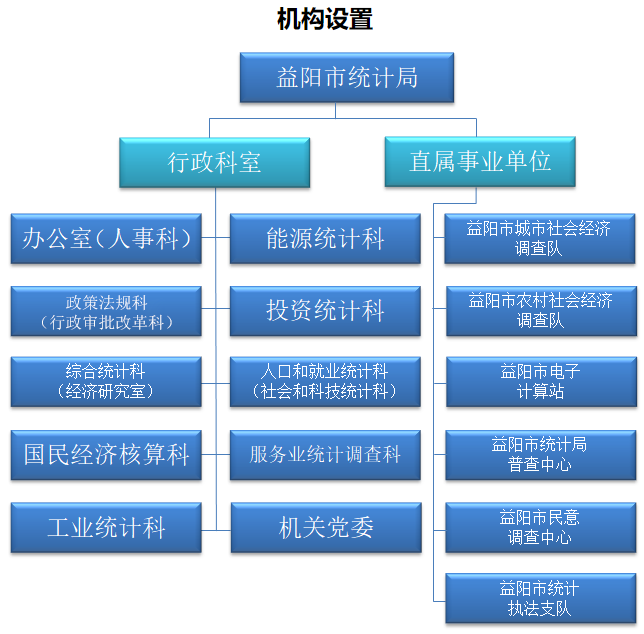 机构设置
益阳市统计局
行政科室
直属事业单位
办公室（人事科）
能源统计科
益阳市城市社会经济
调查队
政策法规科
（行政审批改革科）
投资统计科
益阳市农村社会经济
调查队
综合统计科
（经济研究室）
人口和就业统计科
（社会和科技统计科）
益阳市电子
计算站
国民经济核算科
服务业统计调查科
益阳市统计局
普查中心
工业统计科
机关党委
益阳市民意
调查中心
益阳市统计
执法支队